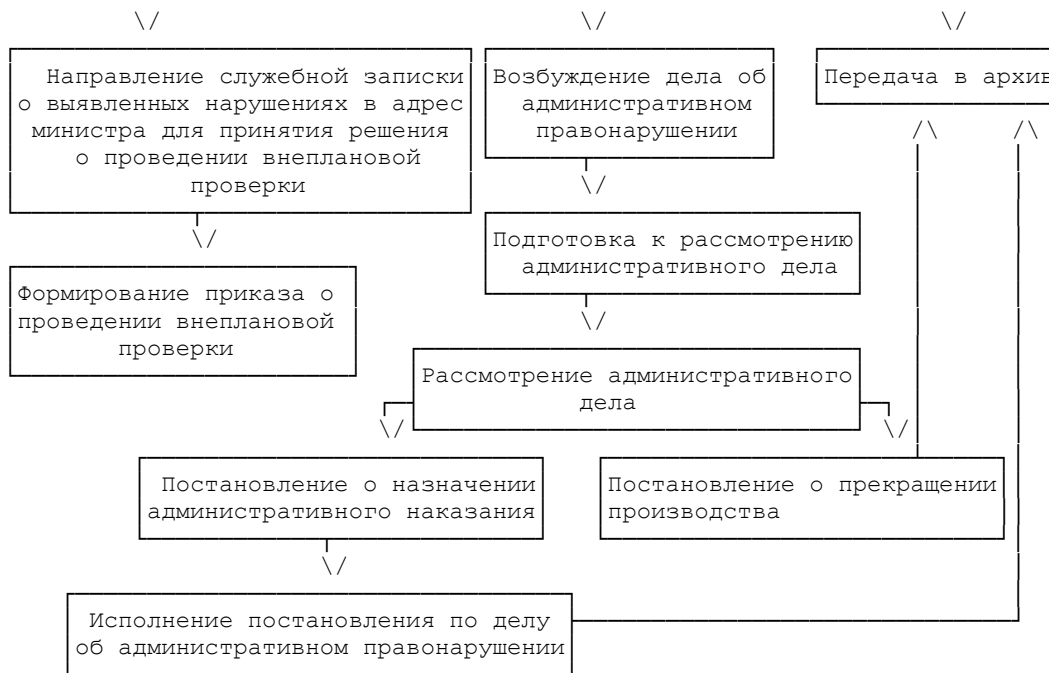 Направление служебной записки
о выявленных нарушениях в адрес
министра для принятия решения
о проведении внеплановой
проверки
Возбуждение дела об
административном
правонарушении
Передача в архив
Подготовка к рассмотрению
административного дела
Формирование приказа о
проведении внеплановой
проверки
Рассмотрение административного
дела
Постановление о назначении
административного наказания
Постановление о прекращении
производства
Исполнение постановления по делу
об административном правонарушении